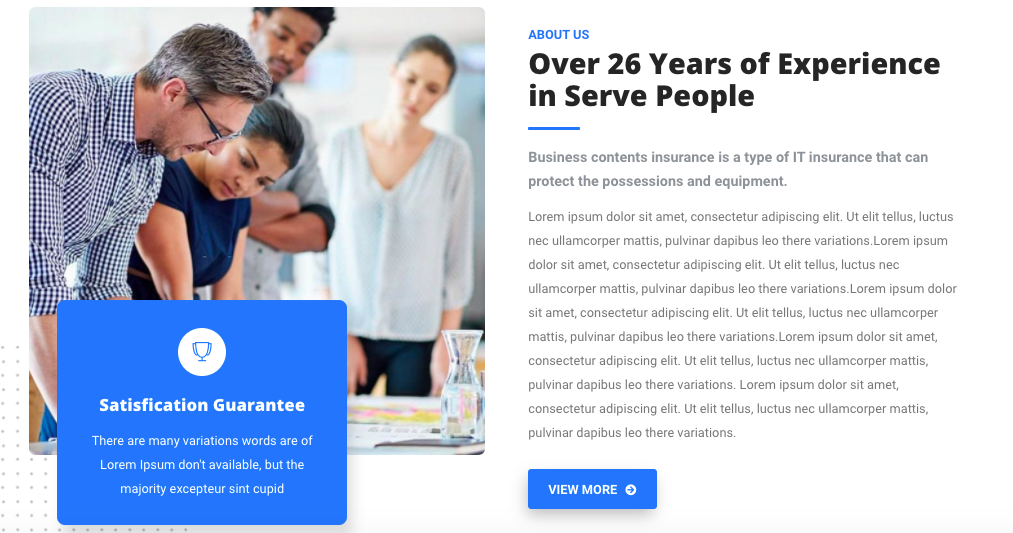 ABOUT US
Over 26 Years of Experience
in Serve People
Business contents insurance is a type of IT insurance that can
protect the possessions and equipment.
Lorem ipsum dolor sit amet, consectetur adipiscing elit. Ut elit tellus, luctus
nec ullamcorper mattis, pulvinar dapibus leo there variations.Lorem ipsum
dolor sit amet, consectetur adipiscing elit. Ut elit tellus, luctus nec
ullamcorper mattis, pulvinar dapibus leo there variations.Lorem ipsum dolor
sit amet, consectetur adipiscing elit. Ut elit tellus, luctus nec ullamcorper
mattis, pulvinar dapibus leo there variations.Lorem ipsum dolor sit amet,
consectetur adipiscing elit. Ut elit tellus, luctus nec ullamcorper mattis,
pulvinar dapibus leo there variations. Lorem ipsum dolor sit amet,
consectetur adipiscing elit. Ut elit tellus, luctus nec ullamcorper mattis,
pulvinar dapibus leo there variations.
VIEW MORE
Satisfication Guarantee
There are many variations words are of
Lorem Ipsum don't available, but the
majority excepteur sint cupid